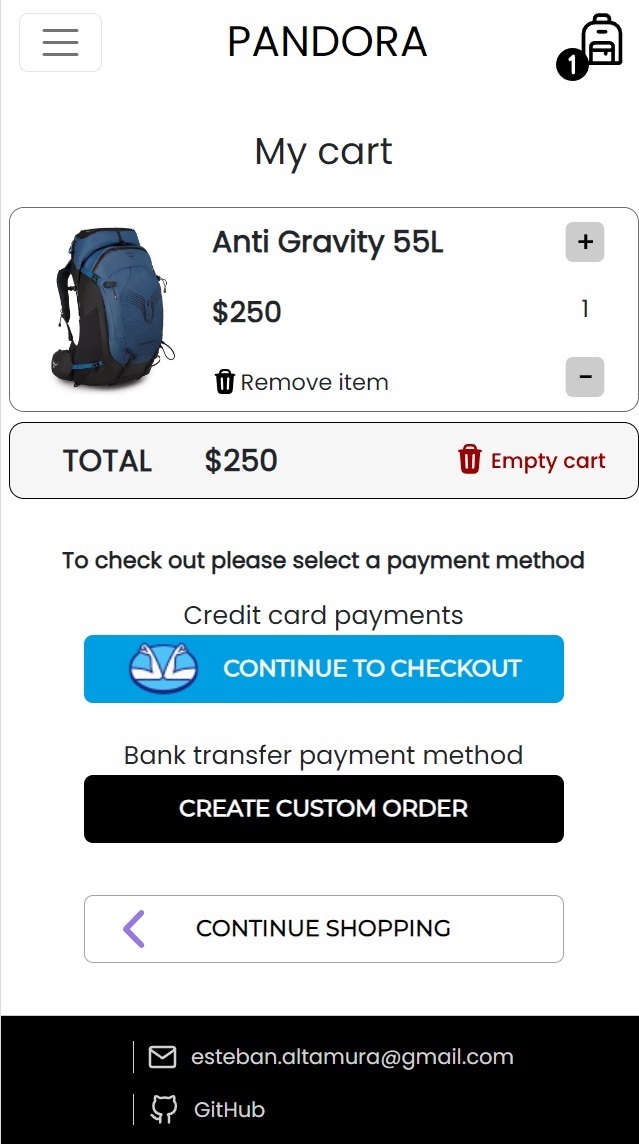 PANDORA
1
My cart
Anti Gravity 55L
+
$250
1
Remove item
-
TOTAL $250 Empty cart
To check out please select a payment method
Credit card payments
CONTINUE TO CHECKOUT
Bank transfer payment method
CREATE CUSTOM ORDER
CONTINUE SHOPPING
esteban.altamura@gmail.com
GitHub